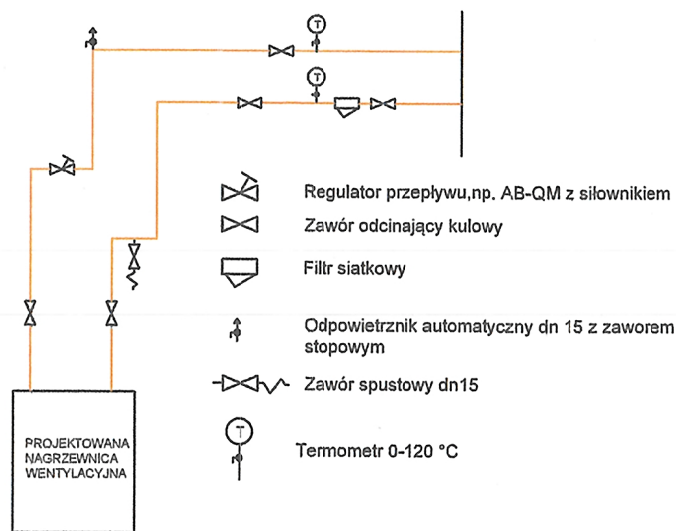 T
T
Regulator przepływu,np. AB-QM z siłownikiem
Zawór odcinający kulowy
Filtr siatkowy
Odpowietrznik automatyczny dn 15 z zaworem
stopowym
Zawór spustowy dn15
T
Termometr 0-120 °C
PROJEKTOWANA
NAGRZEWNICA
WENTYLACYJNA